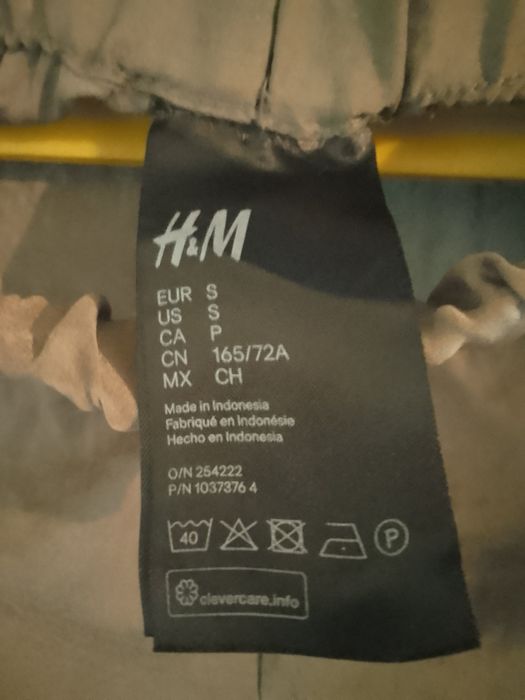 H&M
EUR S
US S
CA P
CN 165/72A
MX CH
Made in Indonesia
Fabriqué en Indonésie
Hecho en Indonesia
O/N 254222
P/N 1037376 4
40 P
clevercare.info